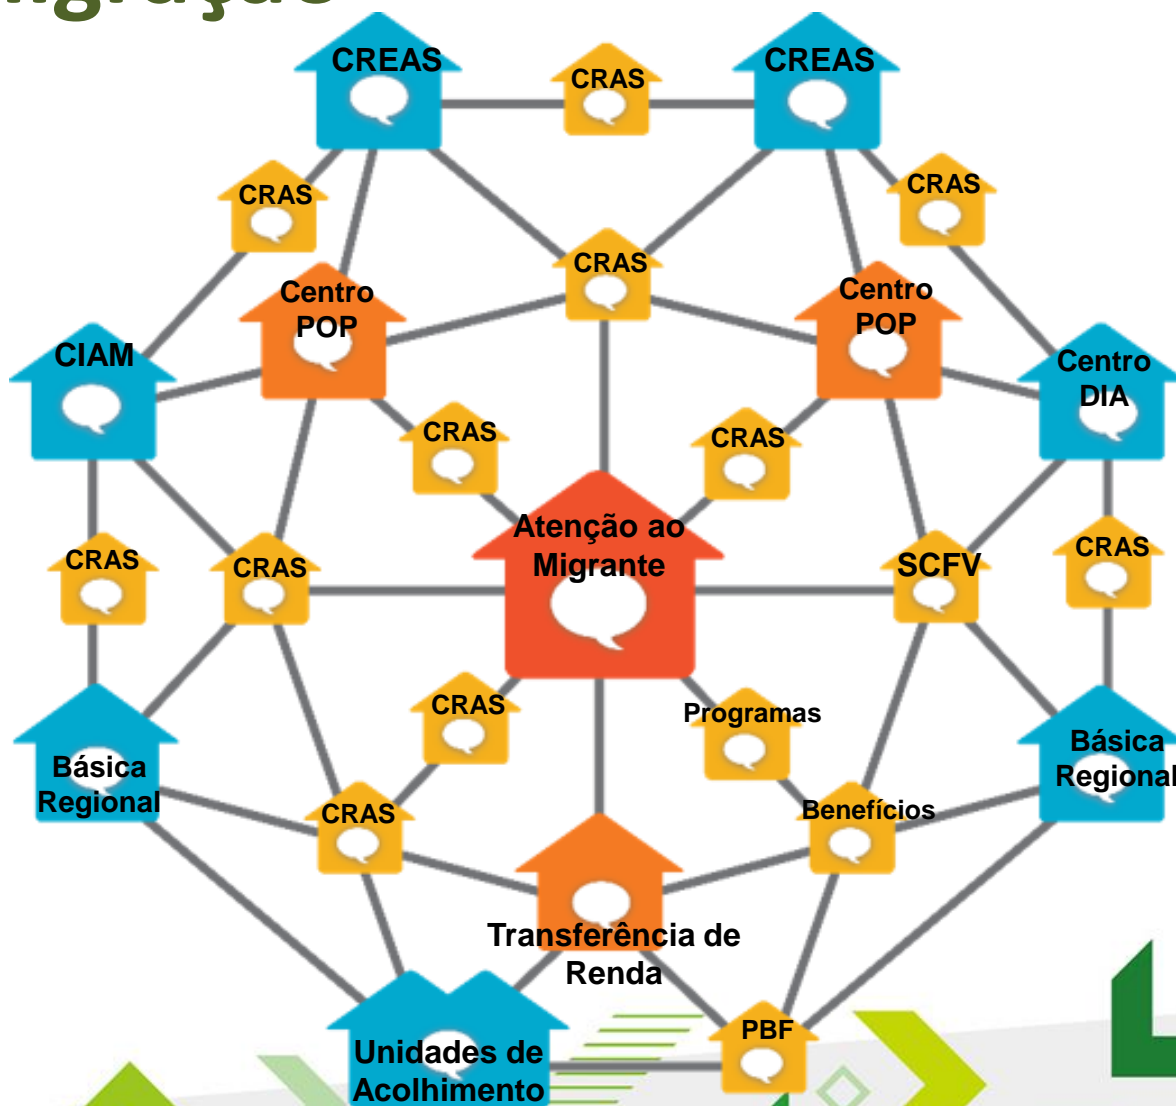 igração
CREAS
CRAS
CREAS
CRAS
CRAS
CRAS
Centro
POP
Centro
POP
CIAM
Centro
DIA
CRAS
CRAS
Atenção ao
Migrante
CRAS
CRAS
SCFV
CRAS
CRAS
Programas
Básica
Regional
Básica
Regional
CRAS
Benefícios
Transferência de
Renda
PBF
Unidades de
Acolhimento